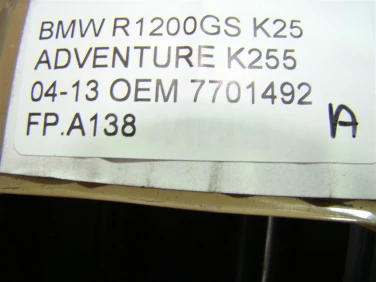 BMW R1200GS K25
ADVENTURE K255
04-13 OEM 7701492
FP.A138
A